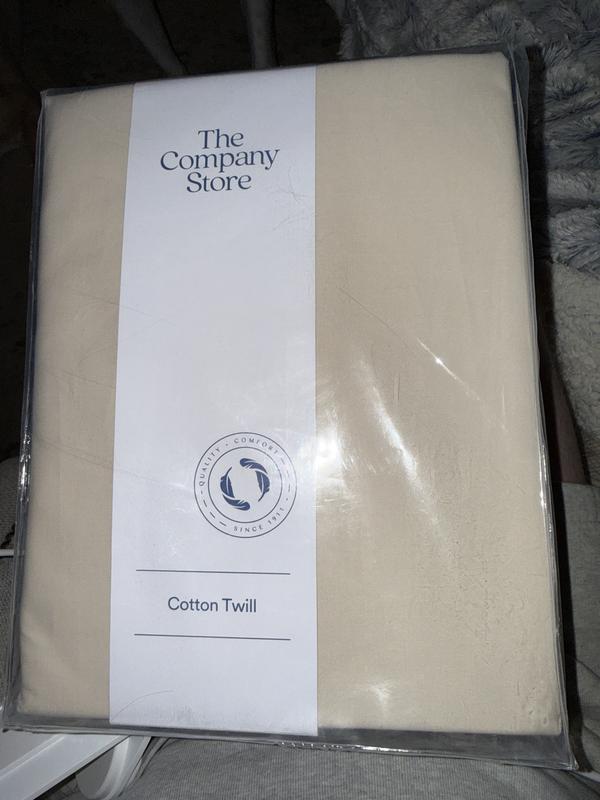 The
Company
Store
QUALITY • COMFORT
SINCE 1911
Cotton Twill